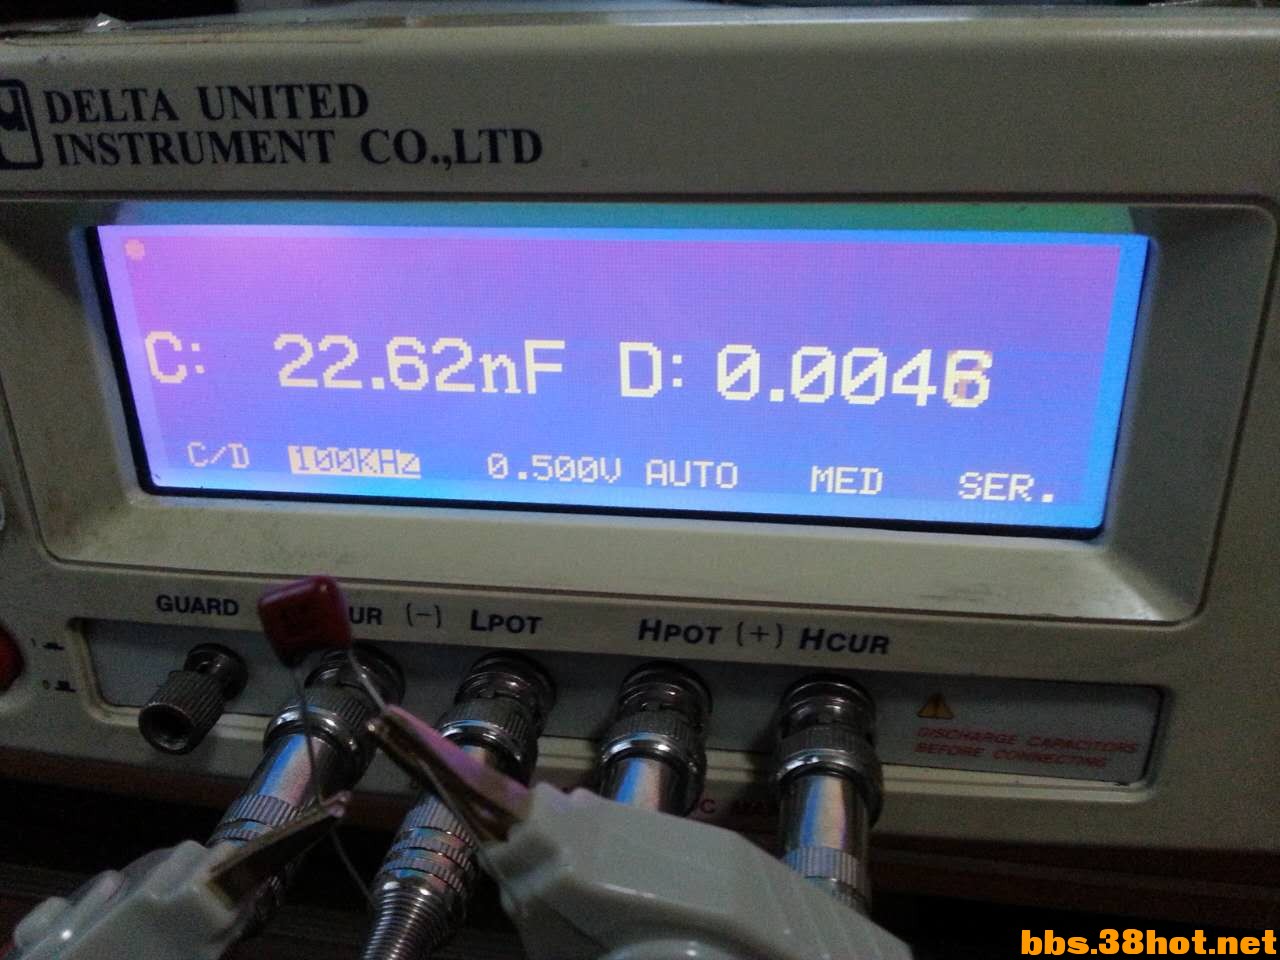 DELTA UNITED
INSTRUMENT CO.,LTD
C: 22.62nF D: 0.0046
C/D 100KHz 0.500V AUTO MED SER.
GUARD UR (-) LPOT HPOT (+) HCUR
DISCHARGE CAPACITORS
BEFORE CONNECTING
bbs.38hot.net